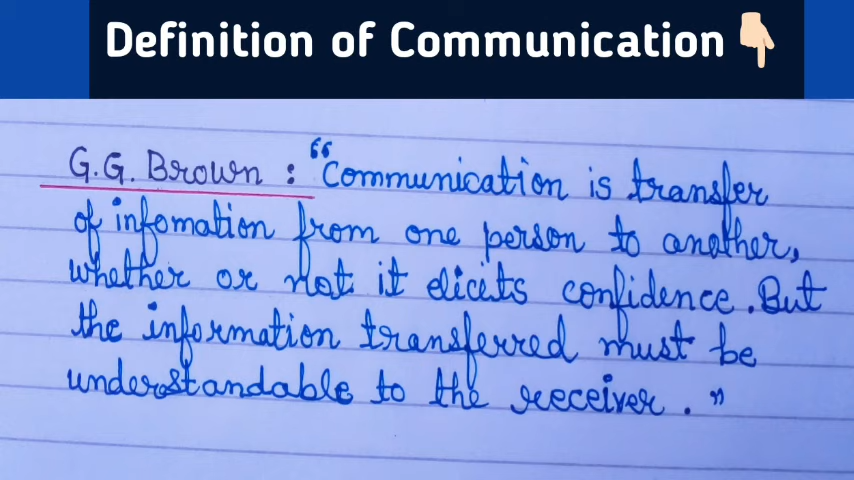 Definition of Communication 👇🏻
G.G. Brown : "Communication is transfer
of infomation from one person to another,
whether or not it elicits confidence. But
the information transferred must be
understandable to the receiver."